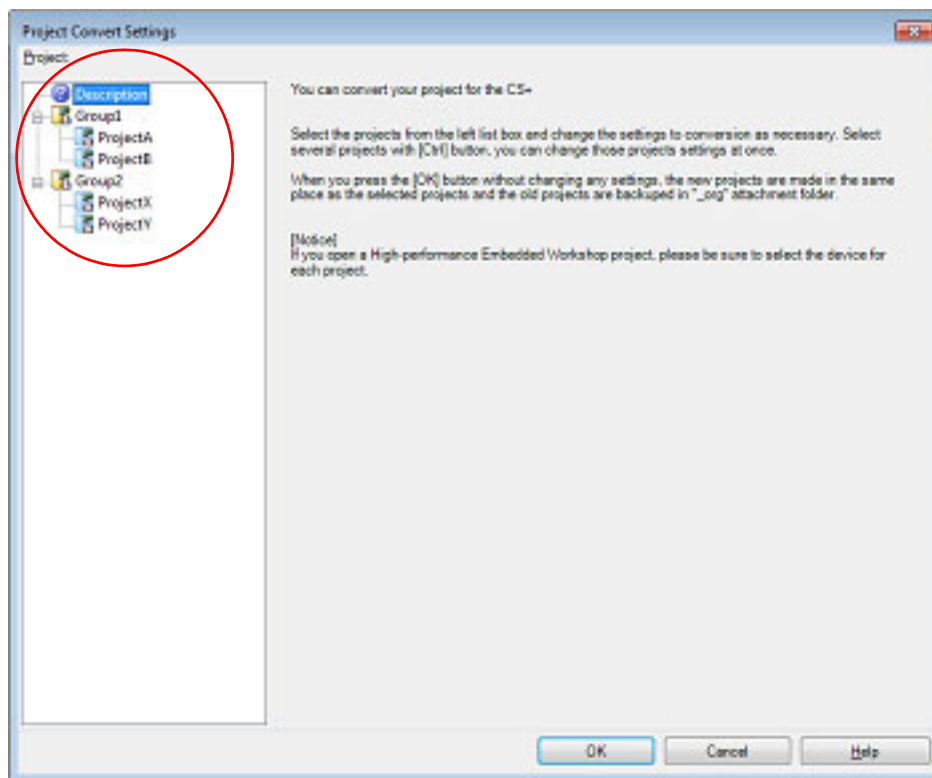 Project Convert Settings
Project:
Description
Group1
ProjectA
ProjectB
Group2
ProjectX
ProjectY
You can convert your project for the CS+
Select the projects from the left list box and change the settings to conversion as necessary. Select
several projects with [Ctrl] button, you can change those projects settings at once.
When you press the [OK] button without changing any settings, the new projects are made in the same
place as the selected projects and the old projects are backuped in "_org" attachment folder.
[Notice]
If you open a High-performance Embedded Workshop project, please be sure to select the device for
each project.
OK
Cancel
Help